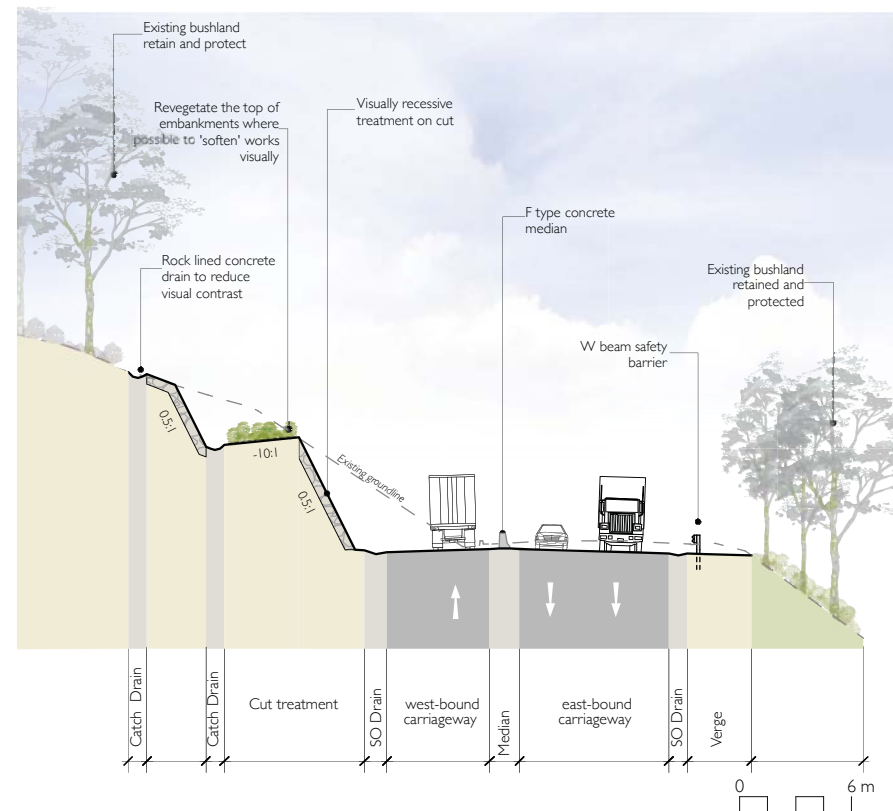 Existing bushland
retain and protect
Revegetate the top of
embankments where
possible to 'soften' works
visually
Visually recessive
treatment on cut
F type concrete
median
Rock lined concrete
drain to reduce
visual contrast
Existing bushland
retained and
protected
W beam safety
barrier
0.5:1
-10:1
0.5:1
Existing groundline
Catch Drain
Catch Drain
Cut treatment
SO Drain
west-bound
carriageway
Median
east-bound
carriageway
SO Drain
Verge
0 6 m